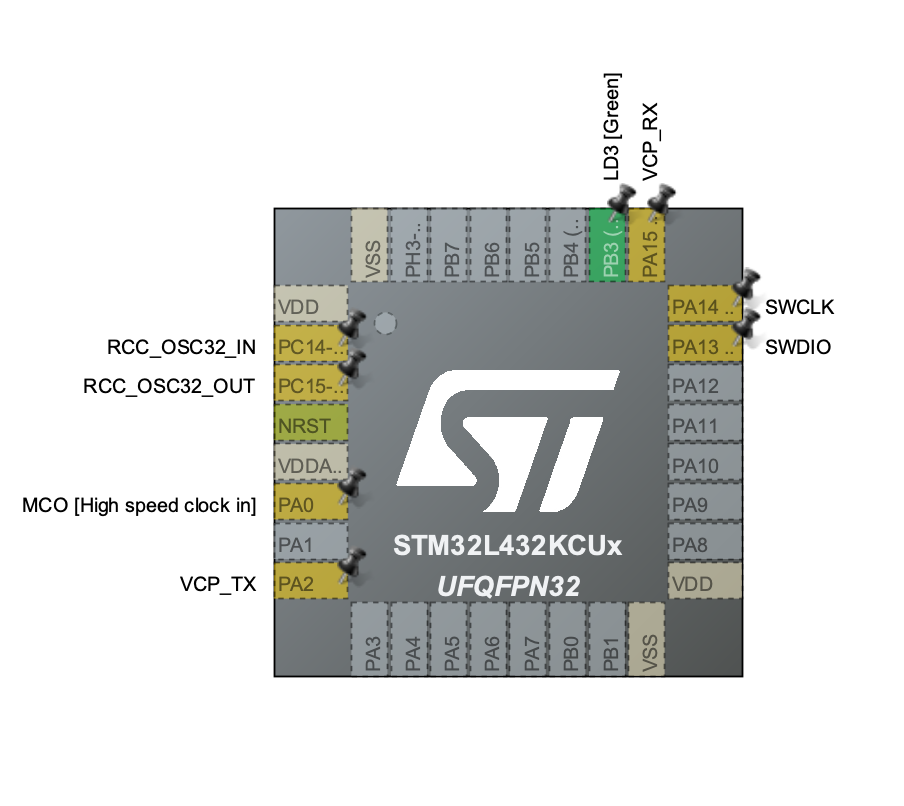 LD3 [Green]
VCP_RX
VSS
PH3-..
PB7
PB6
PB5
PB4 (..
PB3 (..
PA15 ..
VDD
PA14 ..
SWCLK
RCC_OSC32_IN
PC14-..
PA13 ..
SWDIO
RCC_OSC32_OUT
PC15-..
PA12
NRST
PA11
VDDA..
PA10
MCO [High speed clock in]
PA0
PA9
PA1
PA8
VCP_TX
PA2
VDD
ST
STM32L432KCUx
UFQFPN32
PA3
PA4
PA5
PA6
PA7
PB0
PB1
VSS